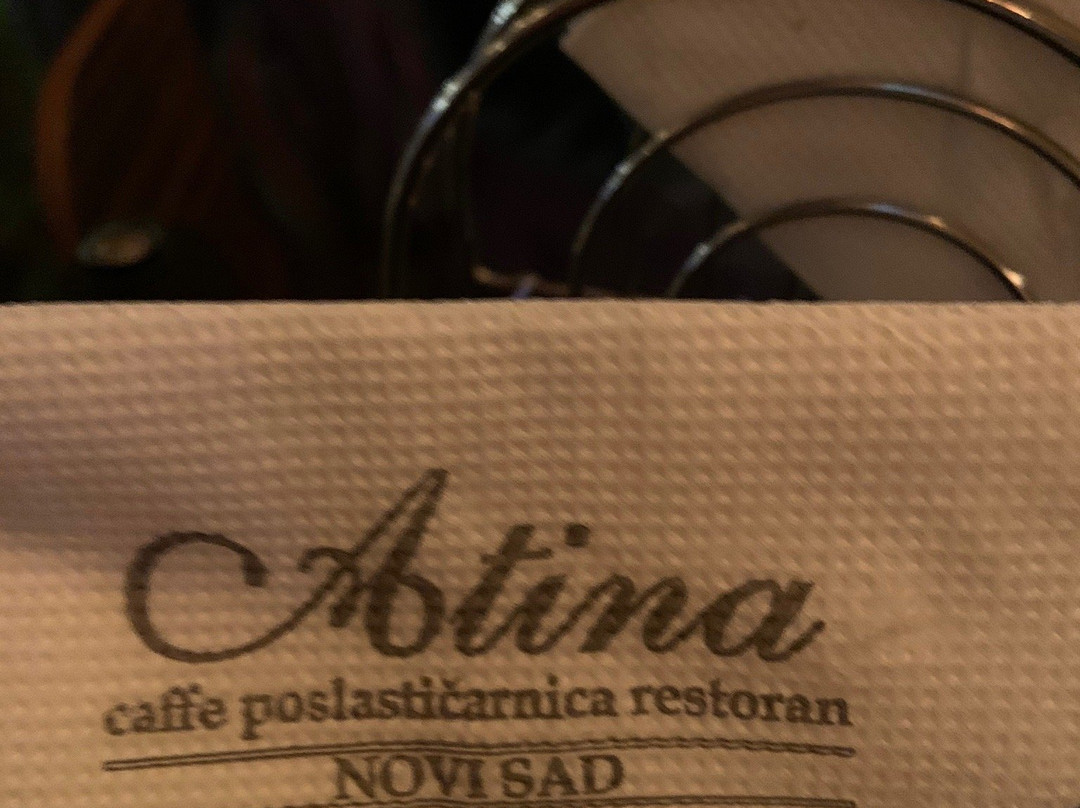 Atina
caffe poslastičarnica restoran
NOVI SAD